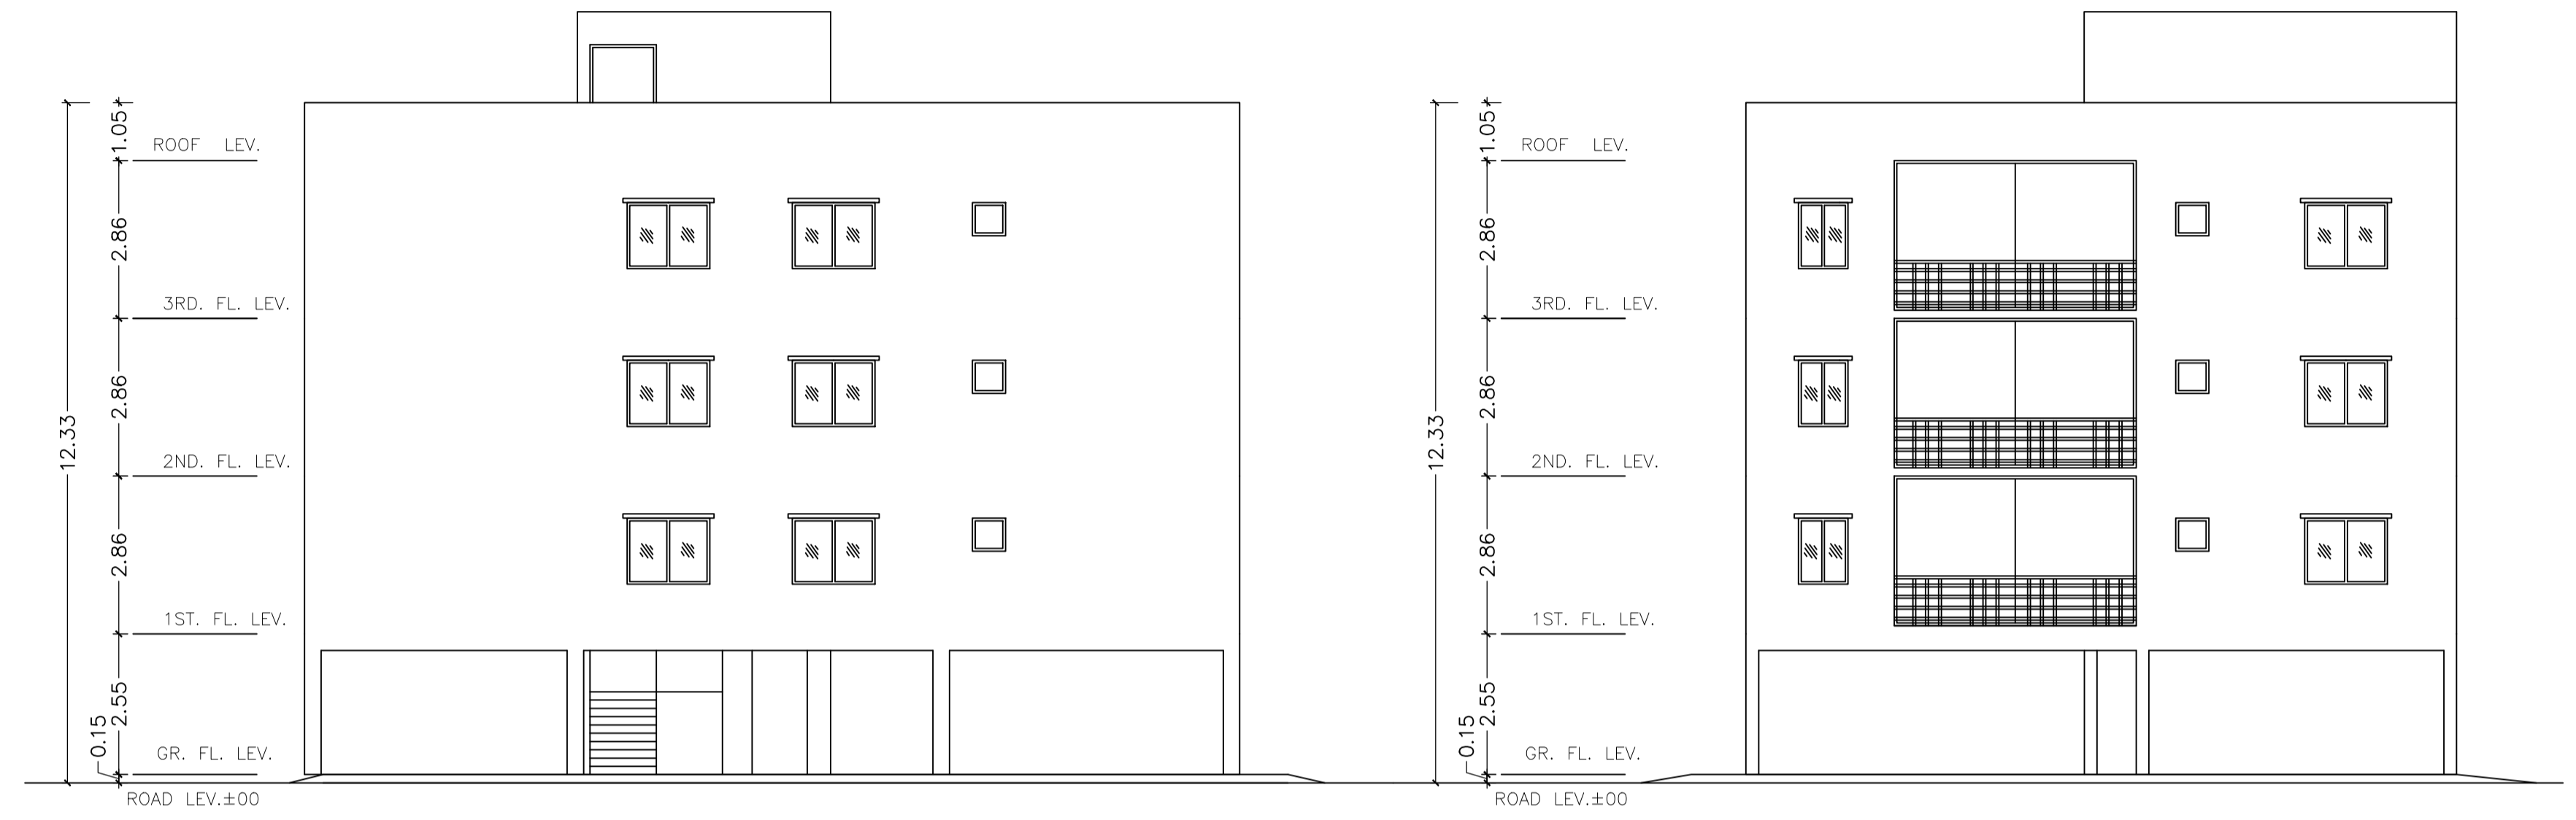 1.05
ROOF LEV.
2.86
3RD. FL. LEV.
2.86
12.33
2ND. FL. LEV.
2.86
1ST. FL. LEV.
2.55
0.15
GR. FL. LEV.
ROAD LEV.±00
1.05
ROOF LEV.
2.86
3RD. FL. LEV.
2.86
12.33
2ND. FL. LEV.
2.86
1ST. FL. LEV.
2.55
0.15
GR. FL. LEV.
ROAD LEV.±00